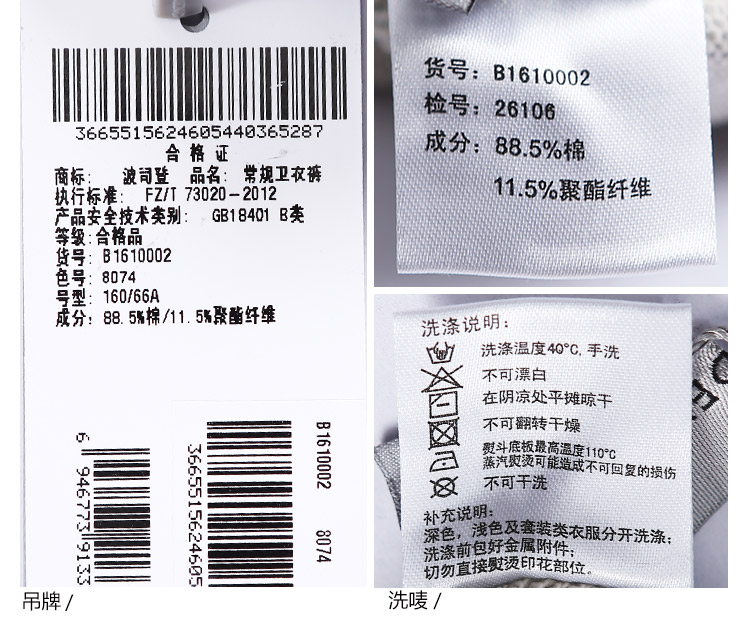 366551562460544036​5287
合格证
商标: 波司登 品名: 常规卫衣裤
执行标准: FZ/T 73020-2012
产品安全技术类别: GB18401 B类
等级:合格品
货号: B1610002
色号: 8074
号型: 160/66A
成分: 88.5%棉/11.5%聚酯纤维
6 946773 9133
3665515624605
B1610002 8074
吊牌 /
货号: B1610002
检号: 26106
成分: 88.5%棉
11.5%聚酯纤维
洗涤说明:
洗涤温度40℃,手洗
不可漂白
在阴凉处平摊晾干
不可翻转干燥
熨斗底板最高温度110℃
蒸汽熨烫可能造成不可回复的损伤
不可干洗
补充说明:
深色,浅色及套装类衣服分开洗涤;
洗涤前包好金属附件;
切勿直接熨烫印花部位。
洗唛 /